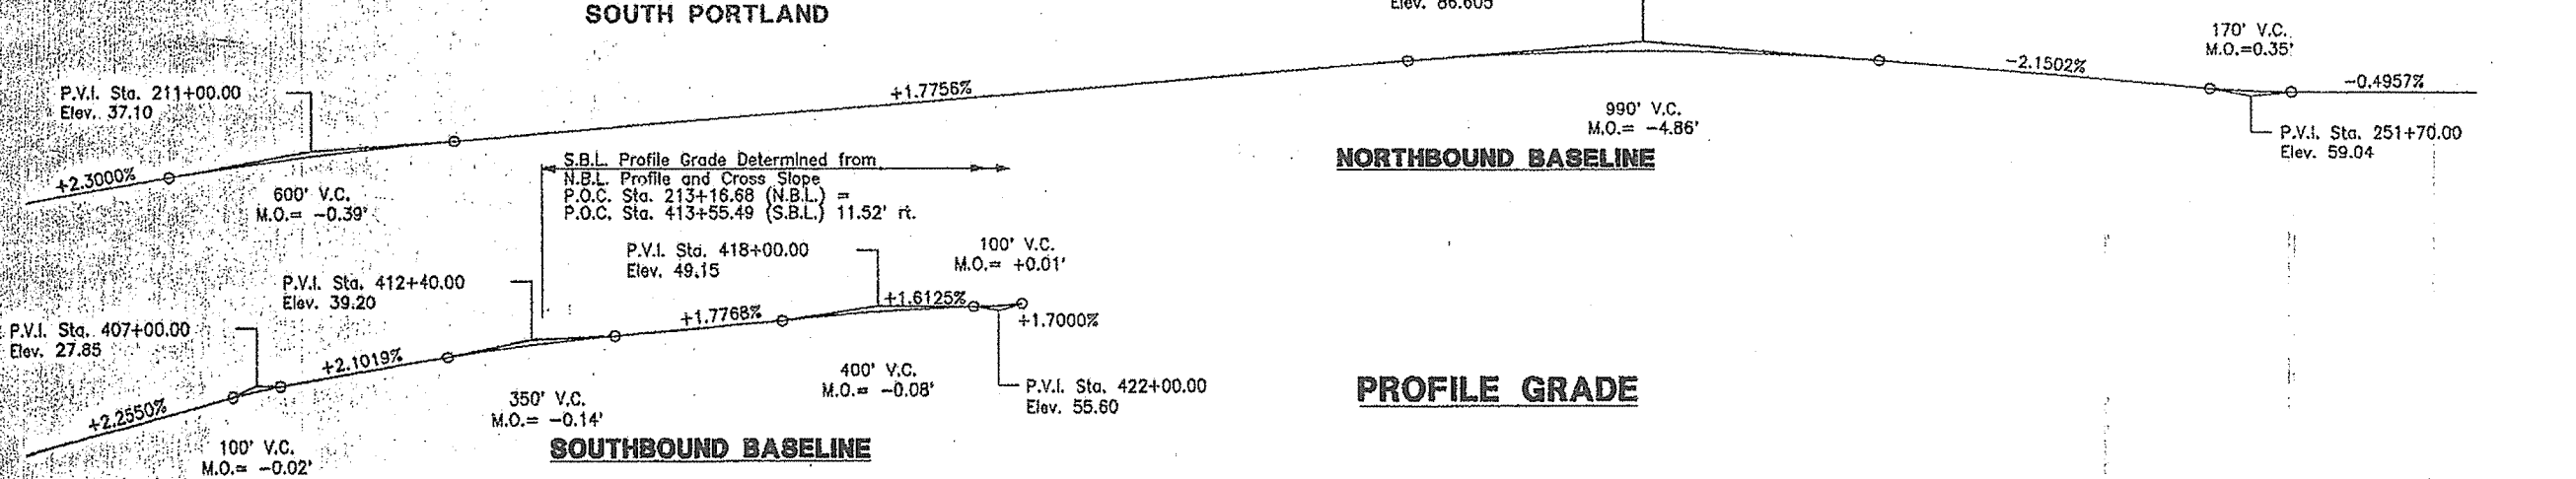 SOUTH PORTLAND
Elev. 86.605
170' V.C.
M.O.=0.35'
P.V.I. Sta. 211+00.00
Elev. 37.10
+1.7756%
-2.1502%
-0.4957%
990' V.C.
M.O.= -4.86'
P.V.I. Sta. 251+70.00
Elev. 59.04
NORTHBOUND BASELINE
+2.3000%
600' V.C.
M.O.= -0.39'
S.B.L. Profile Grade Determined from
N.B.L. Profile and Cross Slope
P.O.C. Sta. 213+16.68 (N.B.L.) =
P.O.C. Sta. 413+55.49 (S.B.L.) 11.52' rt.
P.V.I. Sta. 418+00.00
Elev. 49.15
100' V.C.
M.O.= +0.01'
P.V.I. Sta. 412+40.00
Elev. 39.20
+1.6125%
+1.7768%
+1.7000%
P.V.I. Sta. 407+00.00
Elev. 27.85
+2.1019%
400' V.C.
M.O.= -0.08'
P.V.I. Sta. 422+00.00
Elev. 55.60
PROFILE GRADE
350' V.C.
M.O.= -0.14'
+2.2550%
100' V.C.
M.O.= -0.02'
SOUTHBOUND BASELINE